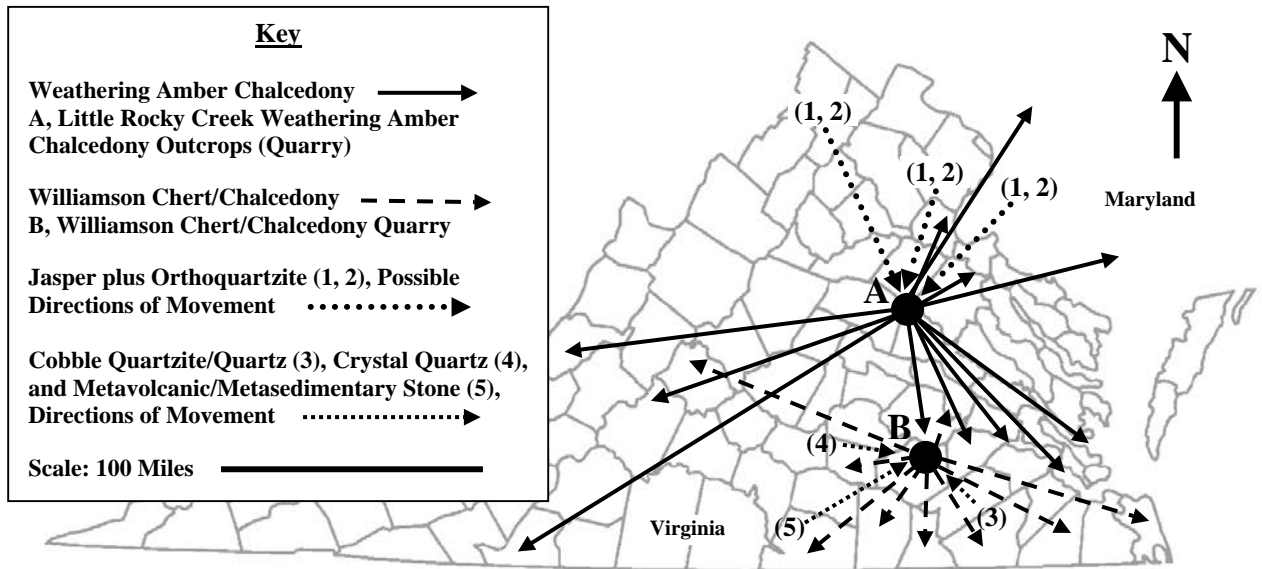 Key
Weathering Amber Chalcedony
A, Little Rocky Creek Weathering Amber
Chalcedony Outcrops (Quarry)
Williamson Chert/Chalcedony
B, Williamson Chert/Chalcedony Quarry
Jasper plus Orthoquartzite (1, 2), Possible
Directions of Movement
Cobble Quartzite/Quartz (3), Crystal Quartz (4),
and Metavolcanic/Metasedimentary Stone (5),
Directions of Movement
Scale: 100 Miles
N
(1, 2)
(1, 2)
(1, 2)
Maryland
A
B
(4)
(5)
Virginia
(3)